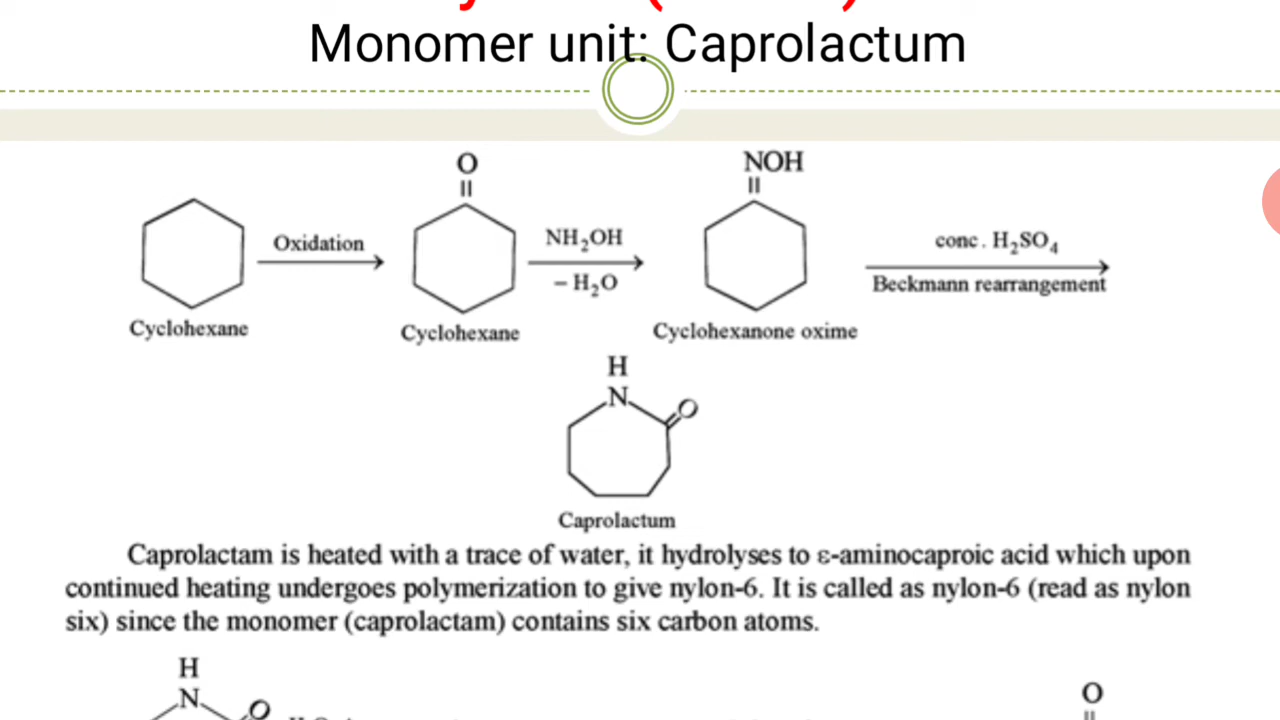 Monomer unit: Caprolactum
O
NOH
Oxidation
NH₂OH
– H₂O
conc. H₂SO₄
Beckmann rearrangement
Cyclohexane
Cyclohexane
Cyclohexanone oxime
H
N
O
Caprolactum
Caprolactam is heated with a trace of water, it hydrolyses to ε-aminocaproic acid which upon
continued heating undergoes polymerization to give nylon-6. It is called as nylon-6 (read as nylon
six) since the monomer (caprolactam) contains six carbon atoms.
H
N
O
O